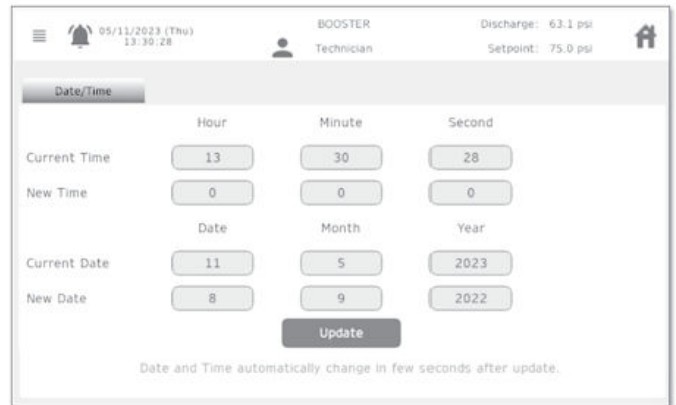 05/11/2023 (Thu) BOOSTER Discharge: 63.1 psi
13:30:28 Technician Setpoint: 75.0 psi
Date/Time
Hour Minute Second
Current Time 13 30 28
New Time 0 0 0
Date Month Year
Current Date 11 5 2023
New Date 8 9 2022
Update
Date and Time automatically change in few seconds after update.